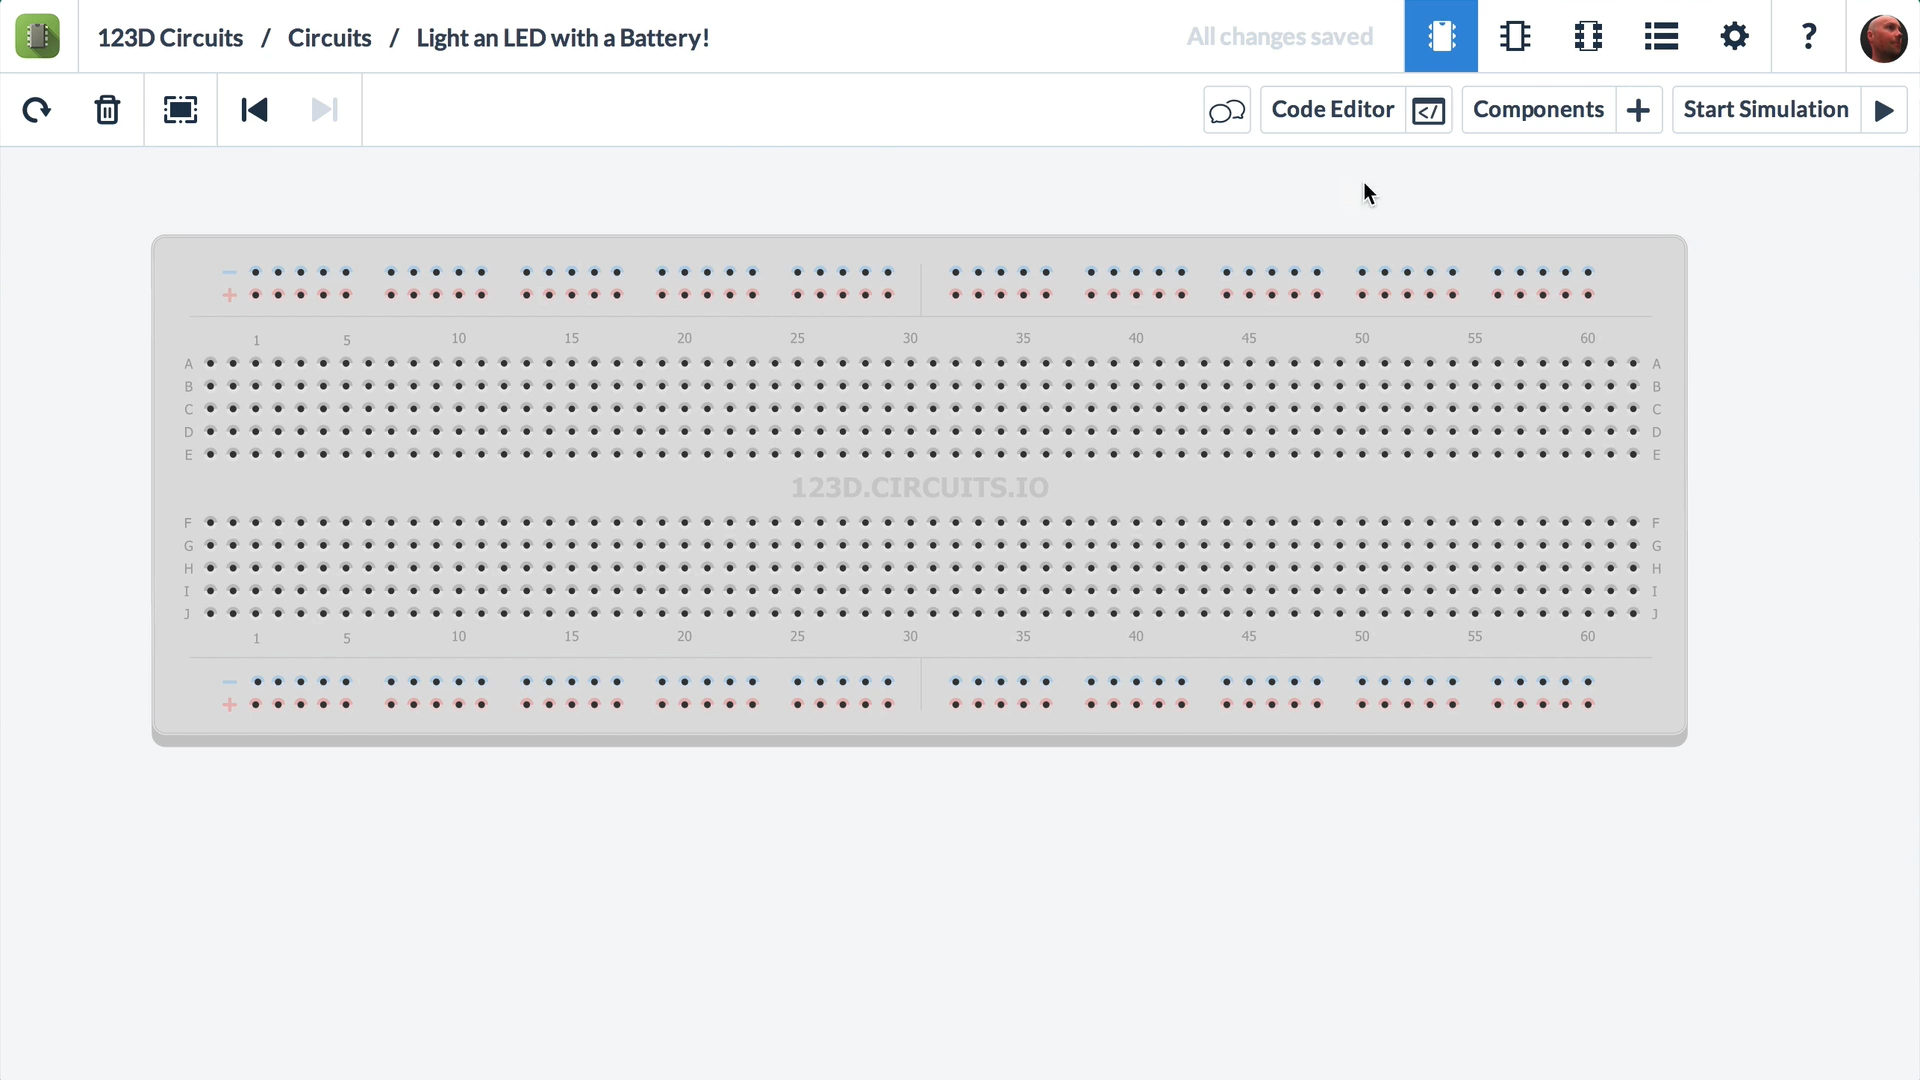 123D Circuits / Circuits / Light an LED with a Battery!
All changes saved
?
Code Editor </> Components + Start Simulation
−
+
1 5 10 15 20 25 30 35 40 45 50 55 60
A A
B B
C C
D D
E E
123D.CIRCUITS.IO
F F
G G
H H
I I
J J
1 5 10 15 20 25 30 35 40 45 50 55 60
−
+